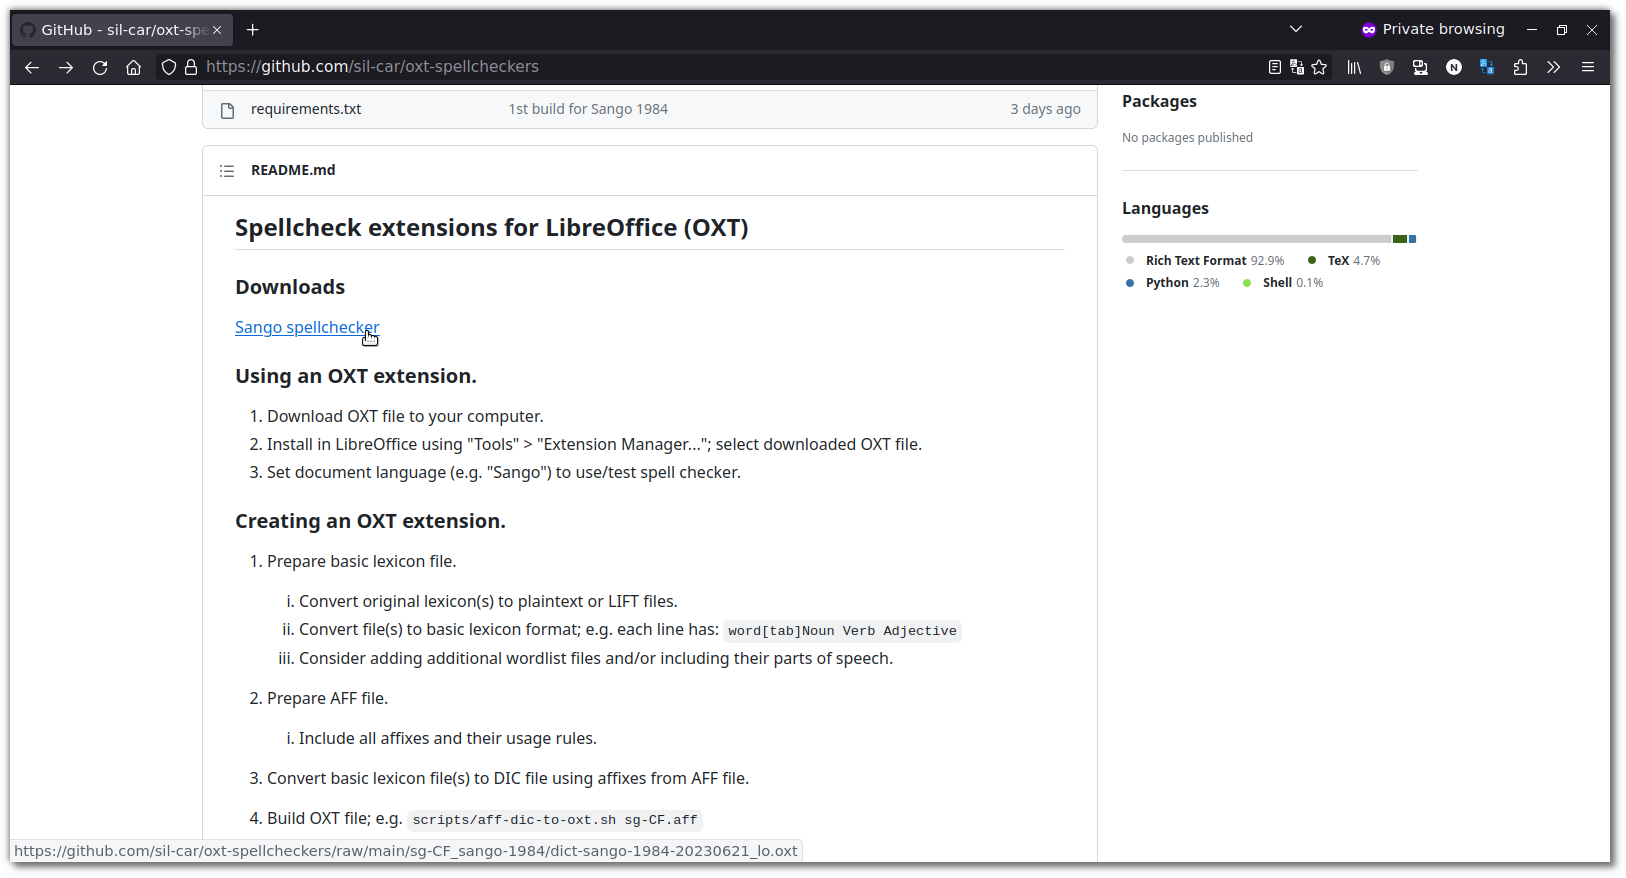 GitHub - sil-car/oxt-spe
Private browsing
https://github.com/sil-car/oxt-spellcheckers
requirements.txt 1st build for Sango 1984 3 days ago
README.md
Spellcheck extensions for LibreOffice (OXT)
Downloads
Sango spellchecker
Using an OXT extension.
1. Download OXT file to your computer.
2. Install in LibreOffice using "Tools" > "Extension Manager..."; select downloaded OXT file.
3. Set document language (e.g. "Sango") to use/test spell checker.
Creating an OXT extension.
1. Prepare basic lexicon file.
i. Convert original lexicon(s) to plaintext or LIFT files.
ii. Convert file(s) to basic lexicon format; e.g. each line has: word[tab]Noun Verb Adjective
iii. Consider adding additional wordlist files and/or including their parts of speech.
2. Prepare AFF file.
i. Include all affixes and their usage rules.
3. Convert basic lexicon file(s) to DIC file using affixes from AFF file.
4. Build OXT file; e.g. scripts/aff-dic-to-oxt.sh sg-CF.aff
Packages
No packages published
Languages
Rich Text Format 92.9% TeX 4.7%
Python 2.3% Shell 0.1%
https://github.com/sil-car/oxt-spellcheckers/raw/main/sg-CF_sango-1984/dict-sango-1984-20230621_lo.oxt